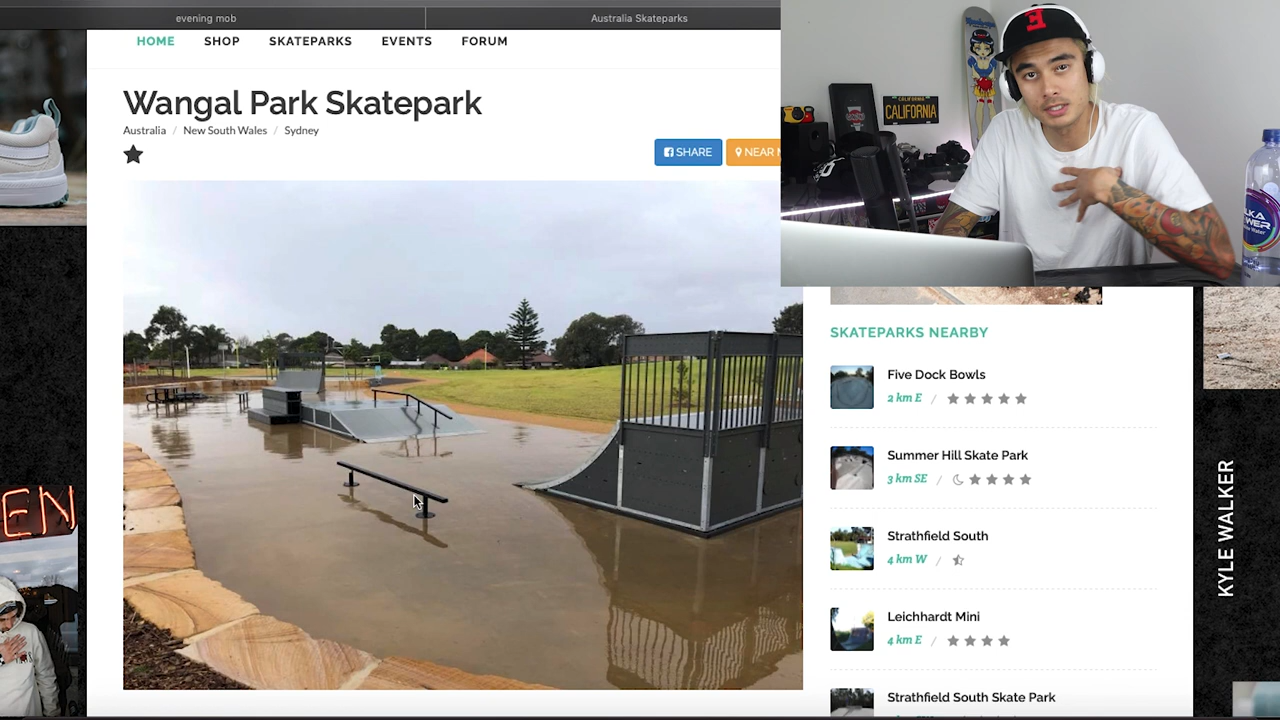 evening mob
Australia Skateparks
HOME
SHOP
SKATEPARKS
EVENTS
FORUM
Wangal Park Skatepark
Australia / New South Wales / Sydney
SHARE
NEAR
CALIFORNIA
SKATEPARKS NEARBY
Five Dock Bowls
2 km E /
Summer Hill Skate Park
3 km SE /
Strathfield South
4 km W /
Leichhardt Mini
4 km E /
Strathfield South Skate Park
KYLE WALKER
EN